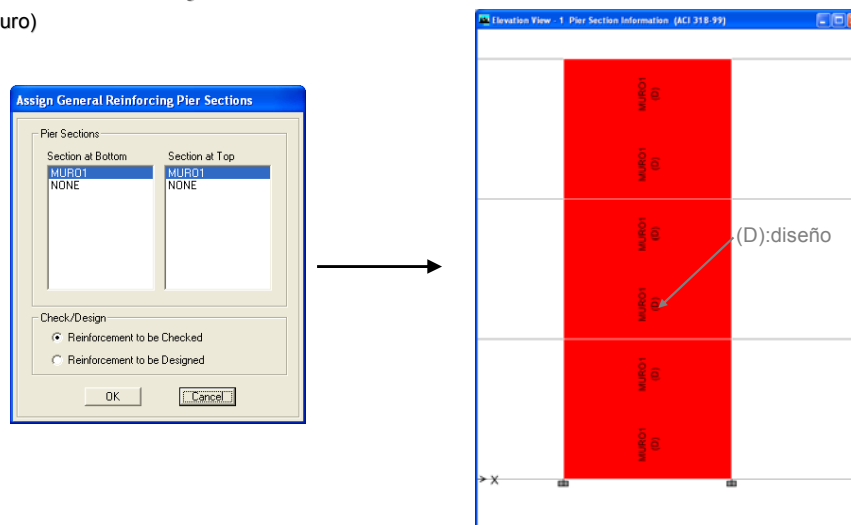 uro)
Assign General Reinforcing Pier Sections
Pier Sections
Section at Bottom
Section at Top
MURO1
NONE
MURO1
NONE
Check/Design
Reinforcement to be Checked
Reinforcement to be Designed
OK
Cancel
Elevation View - 1 Pier Section Information (ACI 318-99)
MURO1
(D)
MURO1
(D)
MURO1
(D)
MURO1
(D)
MURO1
(D)
MURO1
(D)
(D):diseño
X